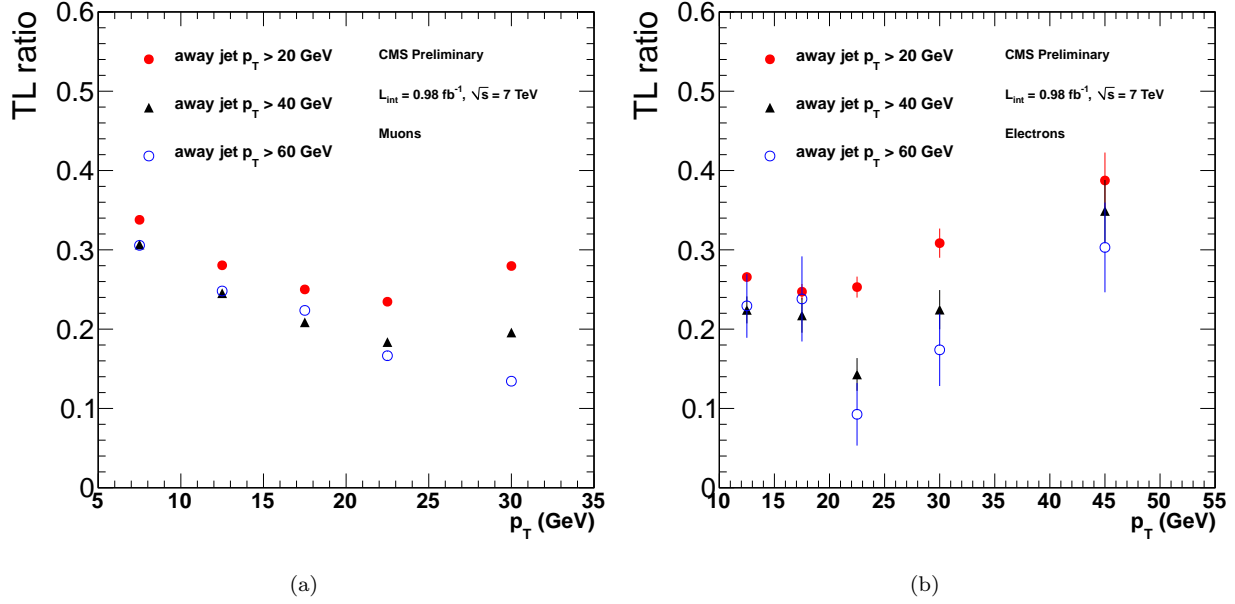 TL ratio
0.6
0.5
0.4
0.3
0.2
0.1
0
away jet p_T > 20 GeV
away jet p_T > 40 GeV
away jet p_T > 60 GeV
CMS Preliminary
L_int = 0.98 fb⁻¹, √s = 7 TeV
Muons
5 10 15 20 25 30 35
p_T (GeV)
(a)
TL ratio
0.6
0.5
0.4
0.3
0.2
0.1
0
away jet p_T > 20 GeV
away jet p_T > 40 GeV
away jet p_T > 60 GeV
CMS Preliminary
L_int = 0.98 fb⁻¹, √s = 7 TeV
Electrons
10 15 20 25 30 35 40 45 50 55
p_T (GeV)
(b)